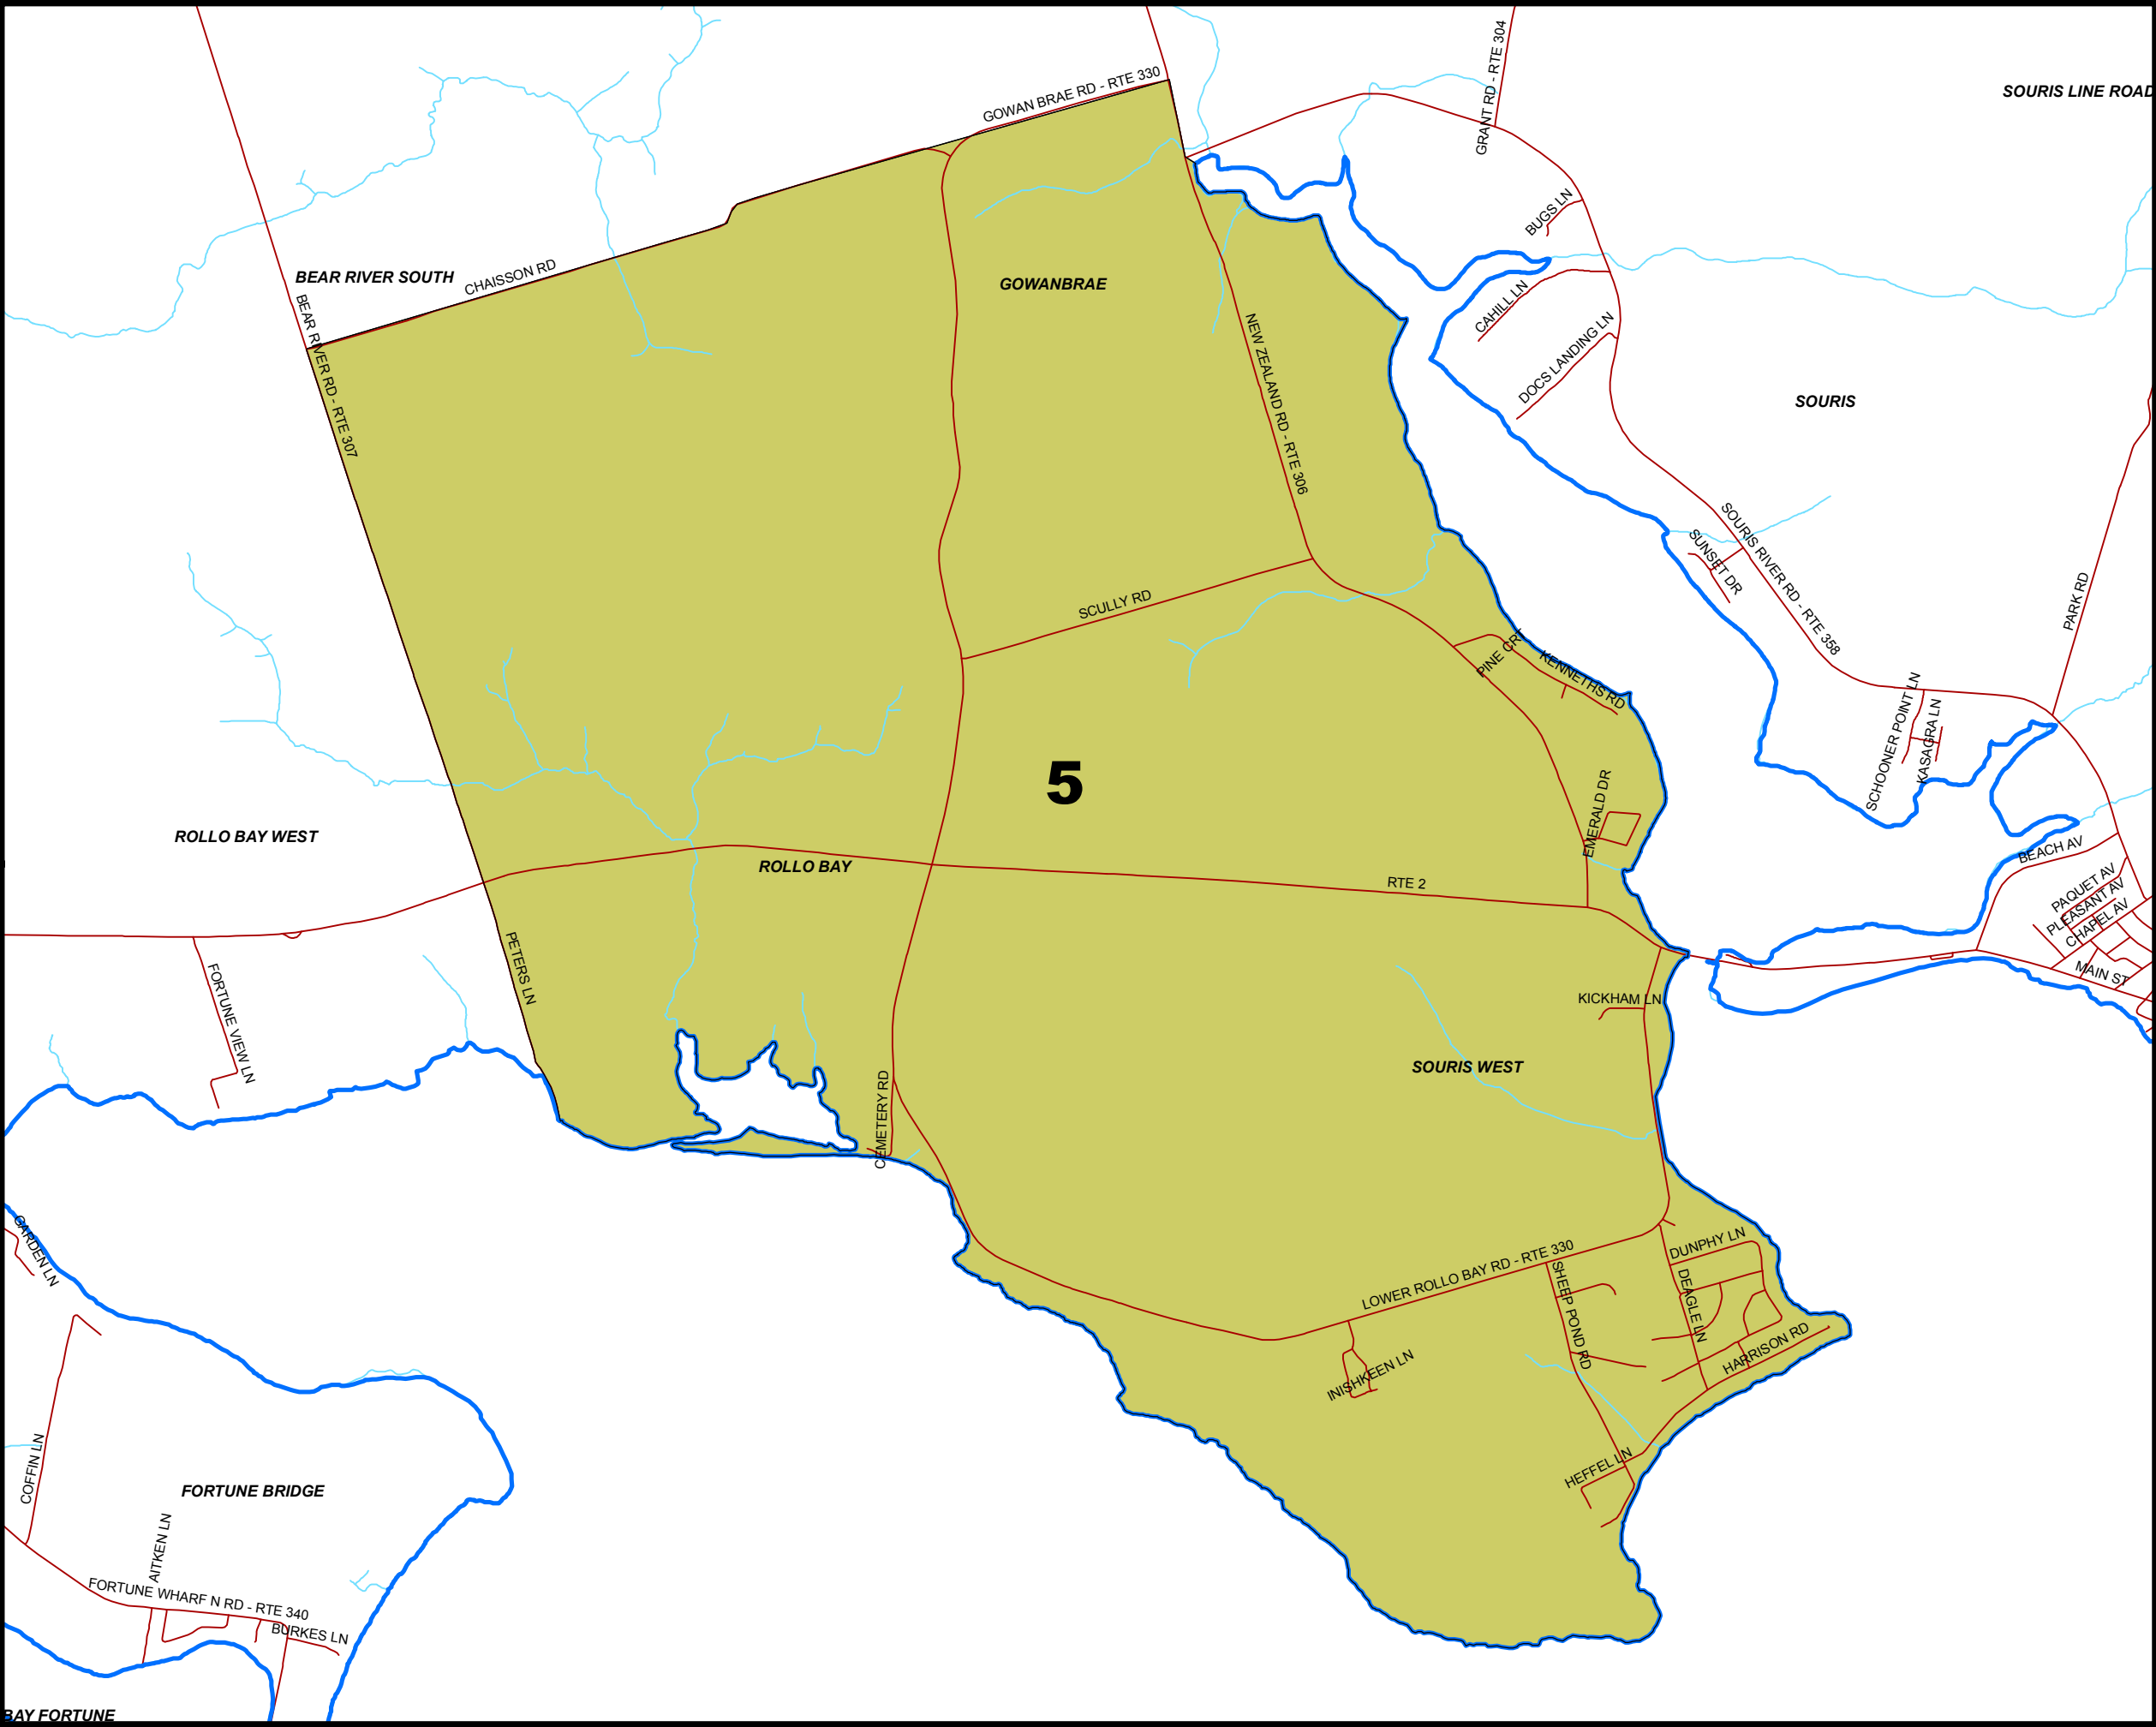 GOWAN BRAE RD - RTE 330
GRANT RD - RTE 304
SOURIS LINE ROAD
BUGS LN
BEAR RIVER SOUTH
CHAISSON RD
GOWANBRAE
CAHILL LN
DOCS LANDING LN
BEAR RIVER RD - RTE 307
NEW ZEALAND RD - RTE 306
SOURIS
SOURIS RIVER RD - RTE 358
SUNSET DR
SCULLY RD
PARK RD
PINE CRT
KENNETHS RD
SCHOONER POINT LN
KASAGRA LN
5
EMERALD DR
ROLLO BAY WEST
ROLLO BAY
RTE 2
BEACH AV
PAQUET AV
PLEASANT AV
CHAPEL AV
MAIN ST
PETERS LN
FORTUNE VIEW LN
KICKHAM LN
SOURIS WEST
CEMETERY RD
GARDEN LN
DUNPHY LN
LOWER ROLLO BAY RD - RTE 330
SHEEP POND RD
DEAGLE LN
HARRISON RD
INISHKEEN LN
COFFIN LN
HEFFEL LN
FORTUNE BRIDGE
AITKEN LN
FORTUNE WHARF N RD - RTE 340
BURKES LN
BAY FORTUNE